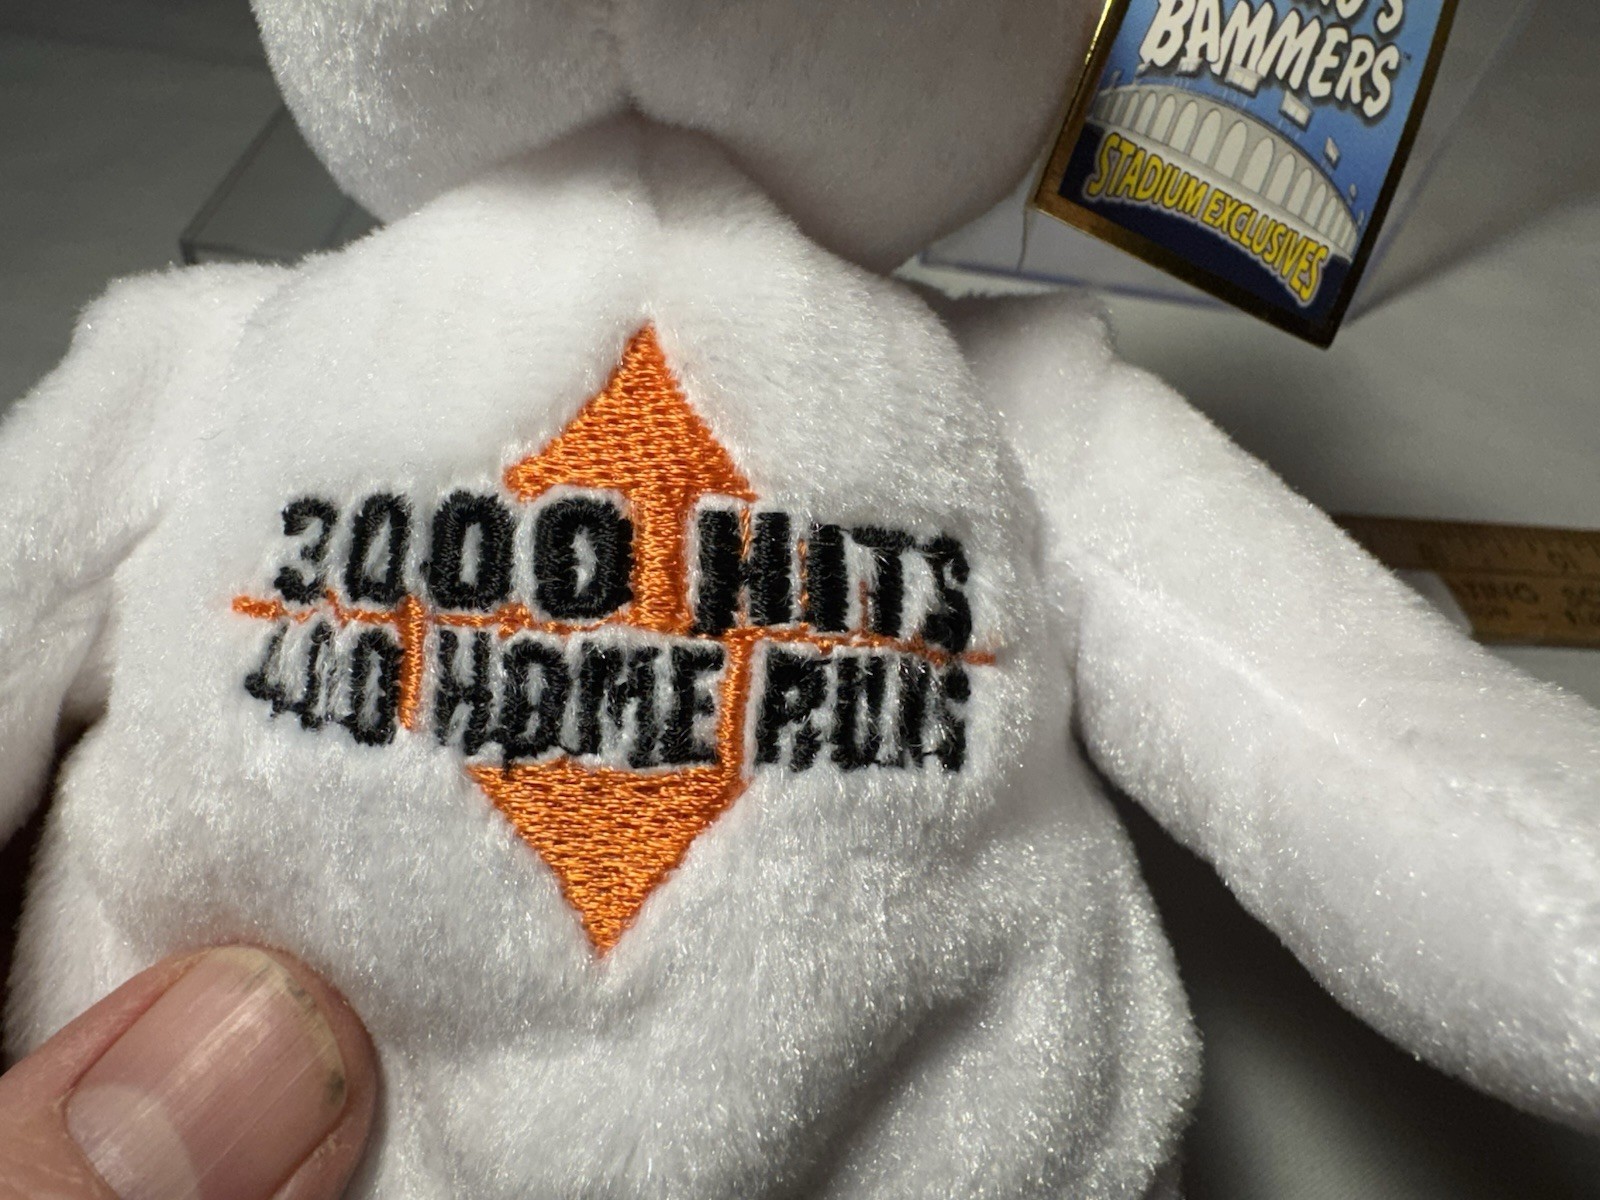 BAMMERS
STADIUM EXCLUSIVES
3000 HITS
400 HOME RUNS